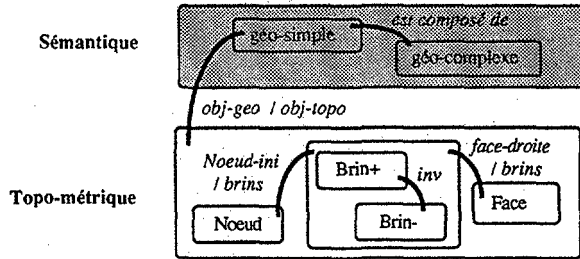 est composé de
Sémantique
géo-simple
géo-complexe
obj-geo / obj-topo
Noeud-ini
/ brins
face-droite
/ brins
Brin+
inv
Topo-métrique
Noeud
Brin-
Face